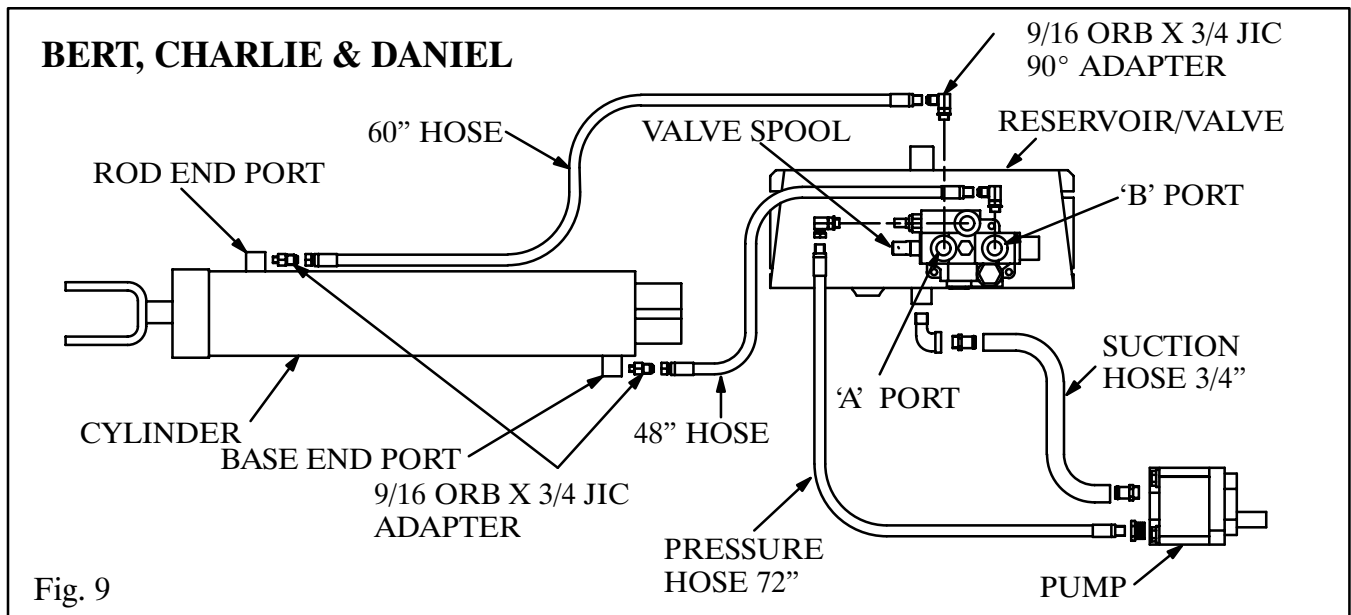 BERT, CHARLIE & DANIEL
9/16 ORB X 3/4 JIC
90° ADAPTER
60” HOSE
VALVE SPOOL
RESERVOIR/VALVE
ROD END PORT
‘B’ PORT
SUCTION
HOSE 3/4”
‘A’ PORT
CYLINDER
48” HOSE
BASE END PORT
9/16 ORB X 3/4 JIC
ADAPTER
PRESSURE
HOSE 72”
PUMP
Fig. 9